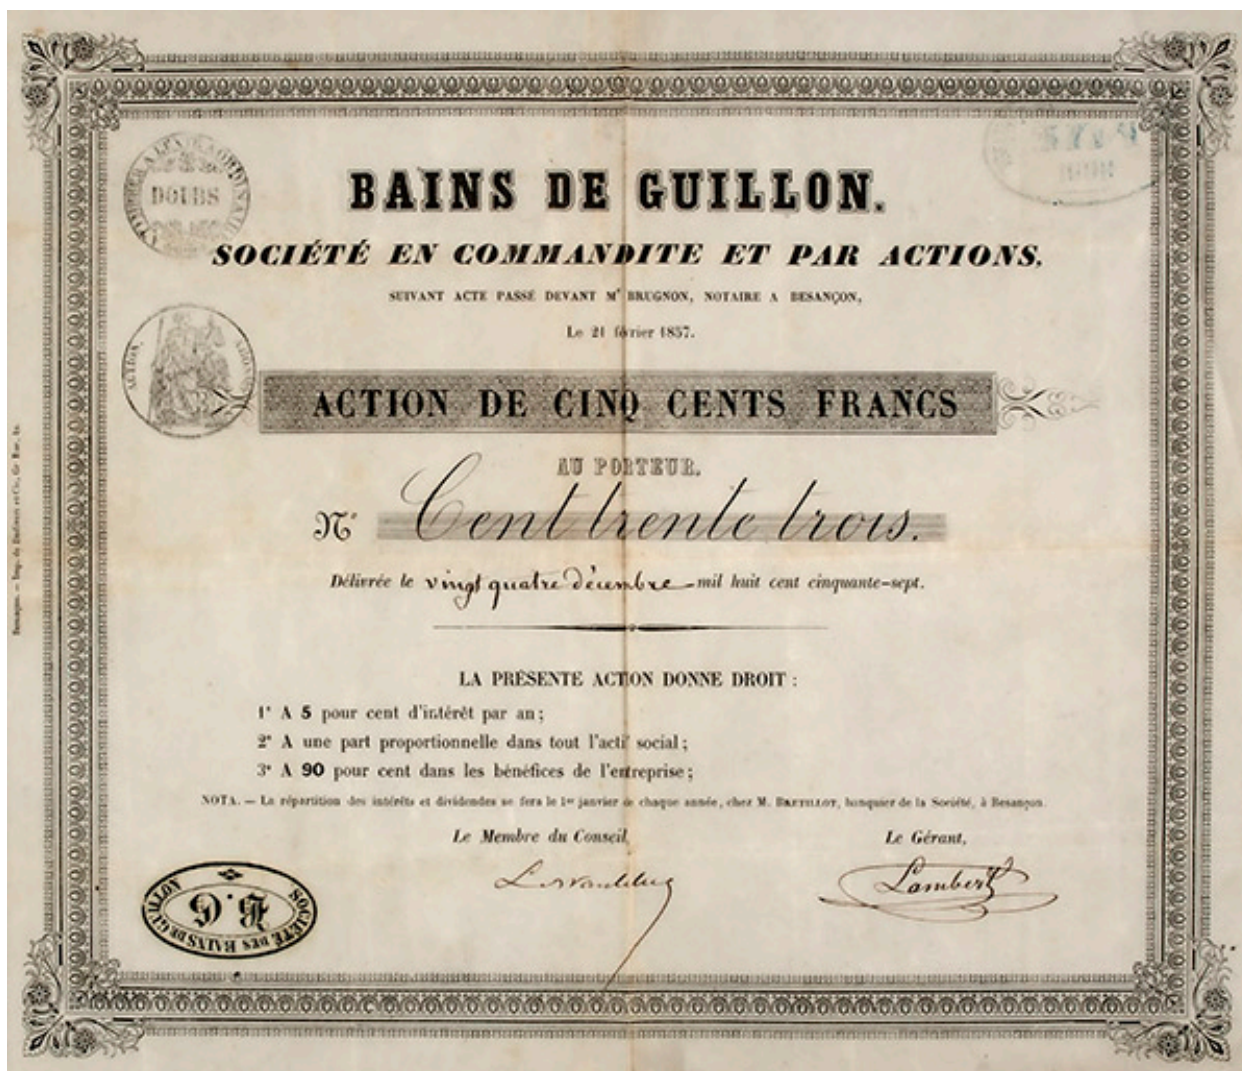 BAINS DE GUILLON.
SOCIÉTÉ EN COMMANDITE ET PAR ACTIONS,
SUIVANT ACTE PASSÉ DEVANT Mᵉ BRUGNON, NOTAIRE A BESANÇON,
Le 21 février 1857.
DOUBS
ACTION.
ACTION DE CINQ CENTS FRANCS
AU PORTEUR.
N° Cent trente trois.
Délivrée le vingt quatre décembre mil huit cent cinquante-sept.
LA PRÉSENTE ACTION DONNE DROIT :
1° A 5 pour cent d'intérêt par an ;
2° A une part proportionnelle dans tout l'actif social ;
3° A 90 pour cent dans les bénéfices de l'entreprise ;
NOTA. — La répartition des intérêts et dividendes se fera le 1er janvier de chaque année, chez M. BRETILLOT, banquier de la Société, à Besançon.
Le Membre du Conseil,
Le Gérant,
Lambert
SOCIÉTÉ DES BAINS DE GUILLON
B.G
Besançon. — Imp. de